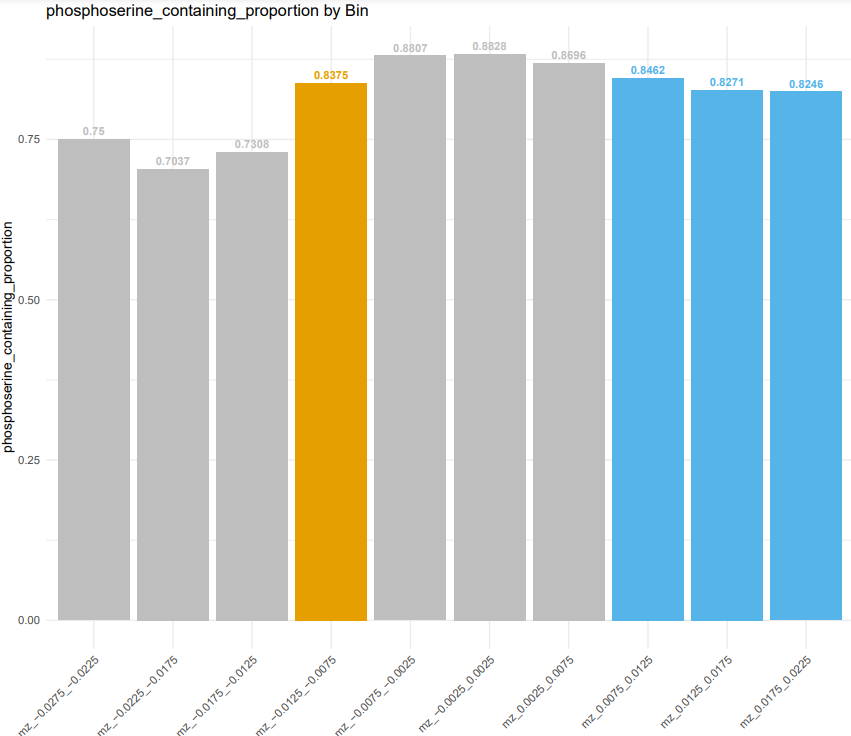 phosphoserine_containing_proportion by Bin
phosphoserine_containing_proportion
0.75
0.50
0.25
0.00
0.75
0.7037
0.7308
0.8375
0.8807
0.8828
0.8696
0.8462
0.8271
0.8246
mz_−0.0275_−0.0225
mz_−0.0225_−0.0175
mz_−0.0175_−0.0125
mz_−0.0125_−0.0075
mz_−0.0075_−0.0025
mz_−0.0025_0.0025
mz_0.0025_0.0075
mz_0.0075_0.0125
mz_0.0125_0.0175
mz_0.0175_0.0225